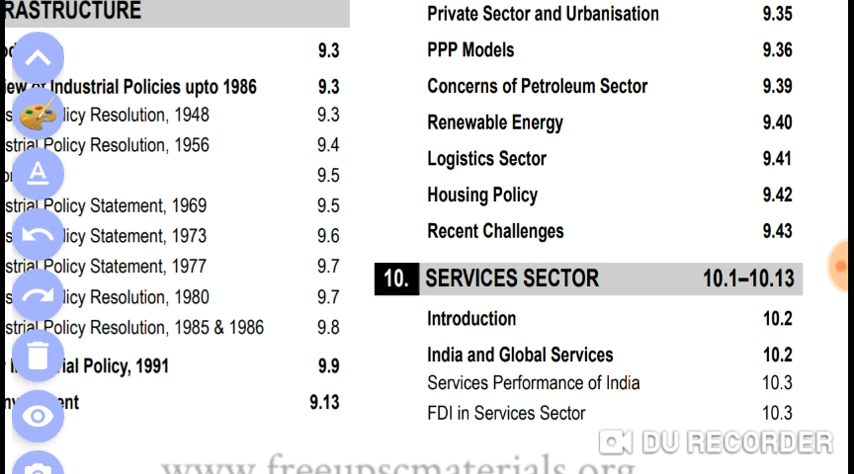 RASTRUCTURE
9.3
Industrial Policies upto 1986 9.3
licy Resolution, 1948 9.3
strial Policy Resolution, 1956 9.4
9.5
strial Policy Statement, 1969 9.5
licy Statement, 1973 9.6
strial Policy Statement, 1977 9.7
licy Resolution, 1980 9.7
strial Policy Resolution, 1985 & 1986 9.8
ial Policy, 1991 9.9
ent 9.13
Private Sector and Urbanisation 9.35
PPP Models 9.36
Concerns of Petroleum Sector 9.39
Renewable Energy 9.40
Logistics Sector 9.41
Housing Policy 9.42
Recent Challenges 9.43
10. SERVICES SECTOR 10.1–10.13
Introduction 10.2
India and Global Services 10.2
Services Performance of India 10.3
FDI in Services Sector 10.3
DU RECORDER
www.freeupscmaterials.org